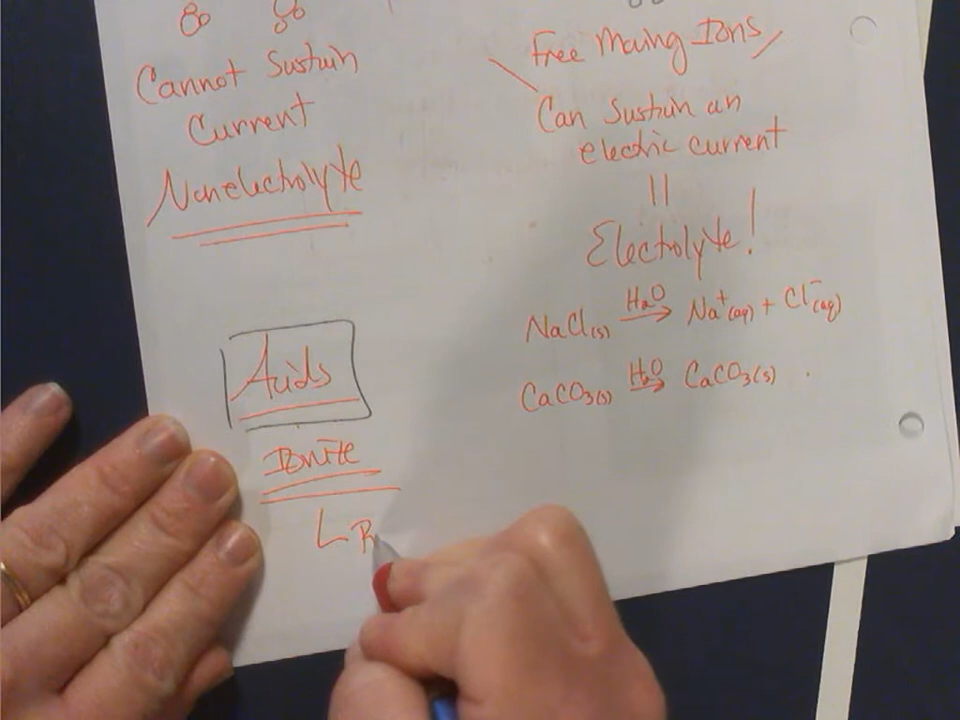 Cannot Sustain
Current
Nonelectrolyte
Free Moving Ions
Can Sustain an
electric current
||
Electrolyte!
NaCl(s) H2O→ Na+(aq) + Cl-(aq)
CaCO3(s) H2O→ CaCO3(s)
Acids
Ionize
L R